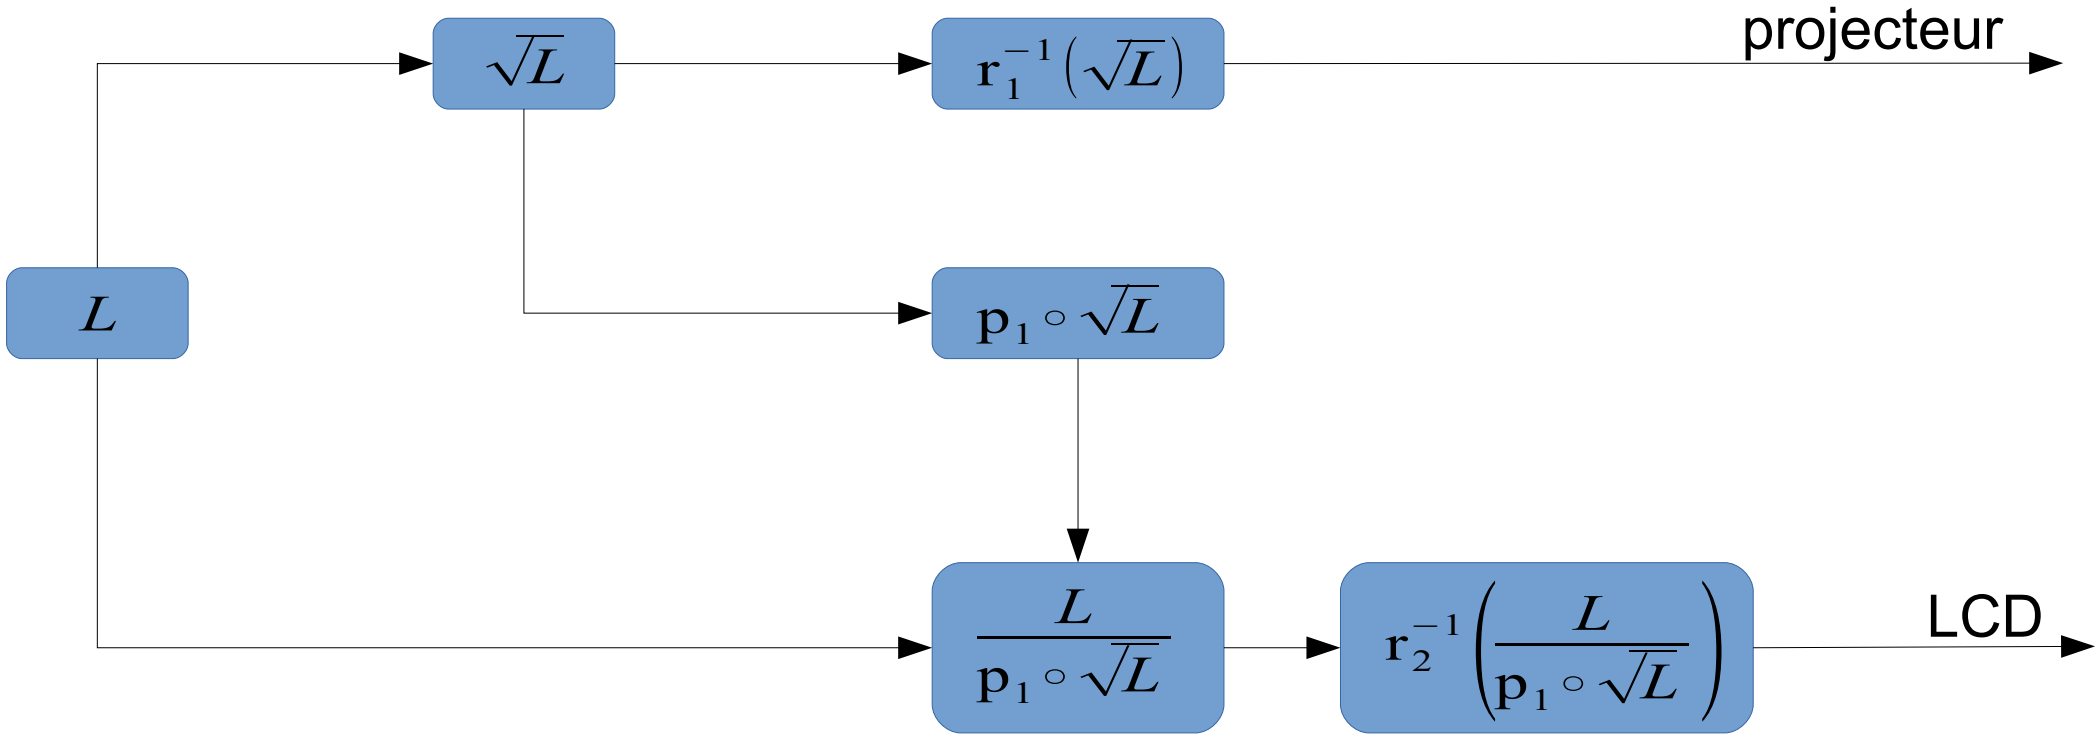 projecteur
√L
r₁⁻¹(√L)
L
p₁∘√L
L
p₁∘√L
r₂⁻¹(L
p₁∘√L)
LCD